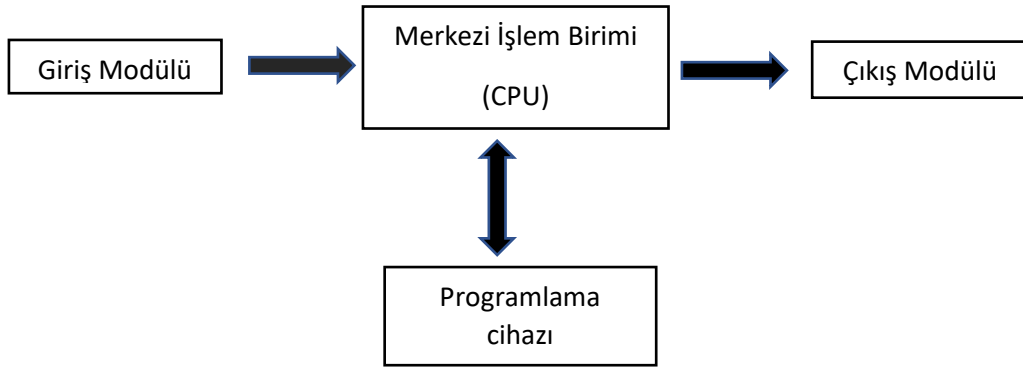 Giriş Modülü
Merkezi İşlem Birimi
(CPU)
Çıkış Modülü
Programlama
cihazı